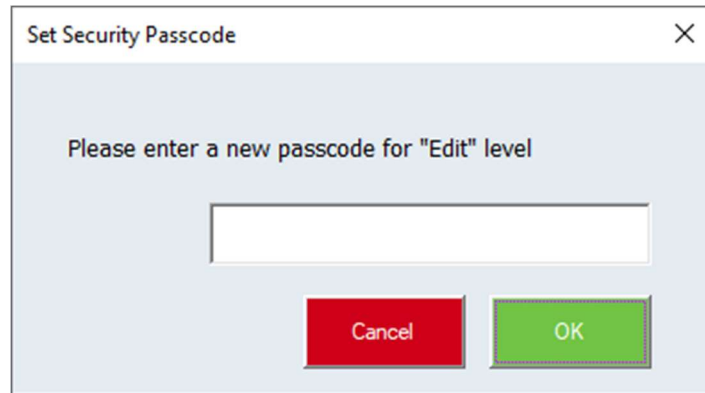 Set Security Passcode
Please enter a new passcode for "Edit" level
Cancel OK